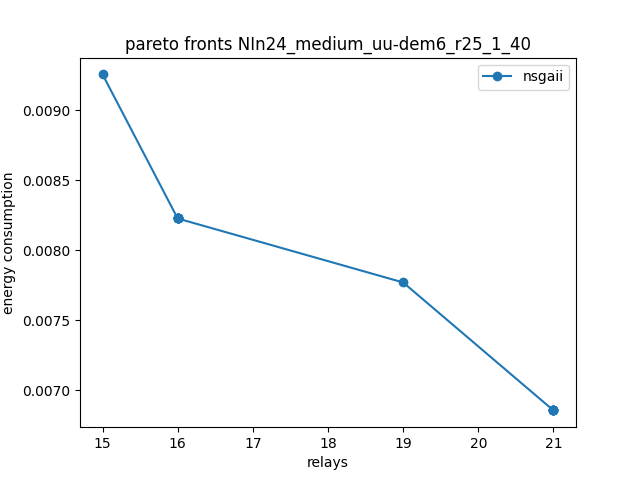 pareto fronts NIn24_medium_uu-dem6_r25_1_40
nsgaii
0.0090
0.0085
0.0080
0.0075
0.0070
energy consumption
15 16 17 18 19 20 21
relays